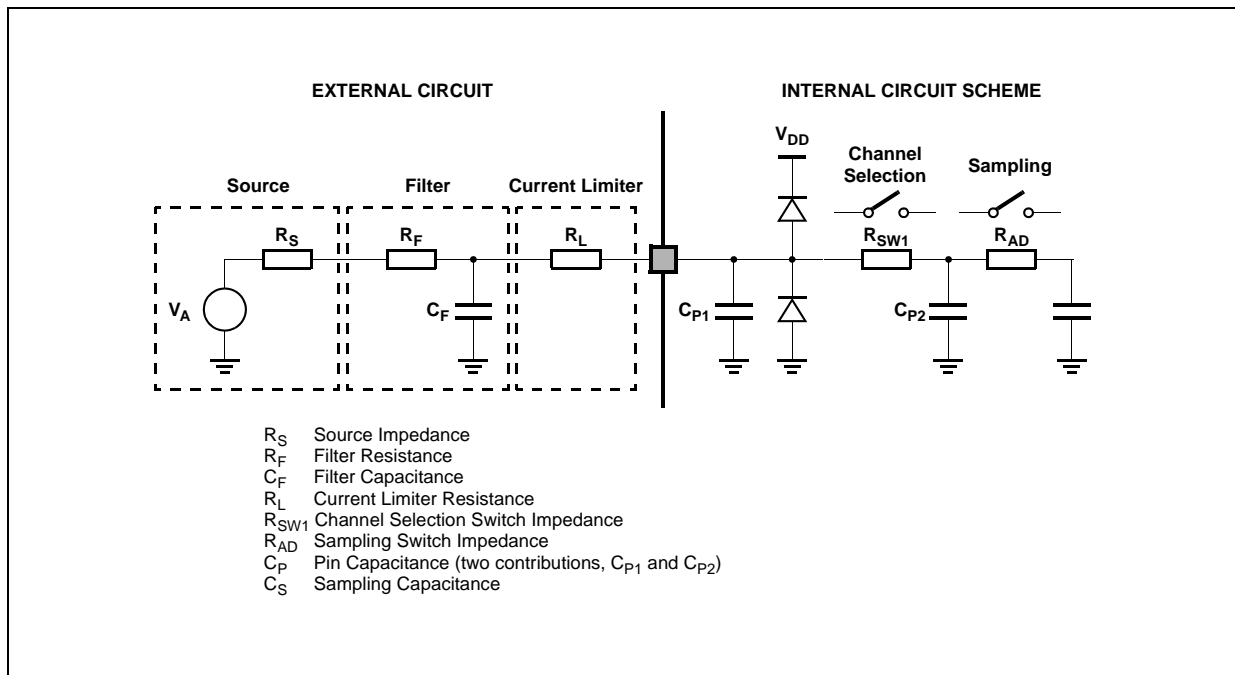 EXTERNAL CIRCUIT
INTERNAL CIRCUIT SCHEME
VDD
Channel
Selection
Sampling
Source
Filter
Current Limiter
RS
RF
RL
RSW1
RAD
VA
CF
CP1
CP2
RS Source Impedance
RF Filter Resistance
CF Filter Capacitance
RL Current Limiter Resistance
RSW1 Channel Selection Switch Impedance
RAD Sampling Switch Impedance
CP Pin Capacitance (two contributions, CP1 and CP2)
CS Sampling Capacitance